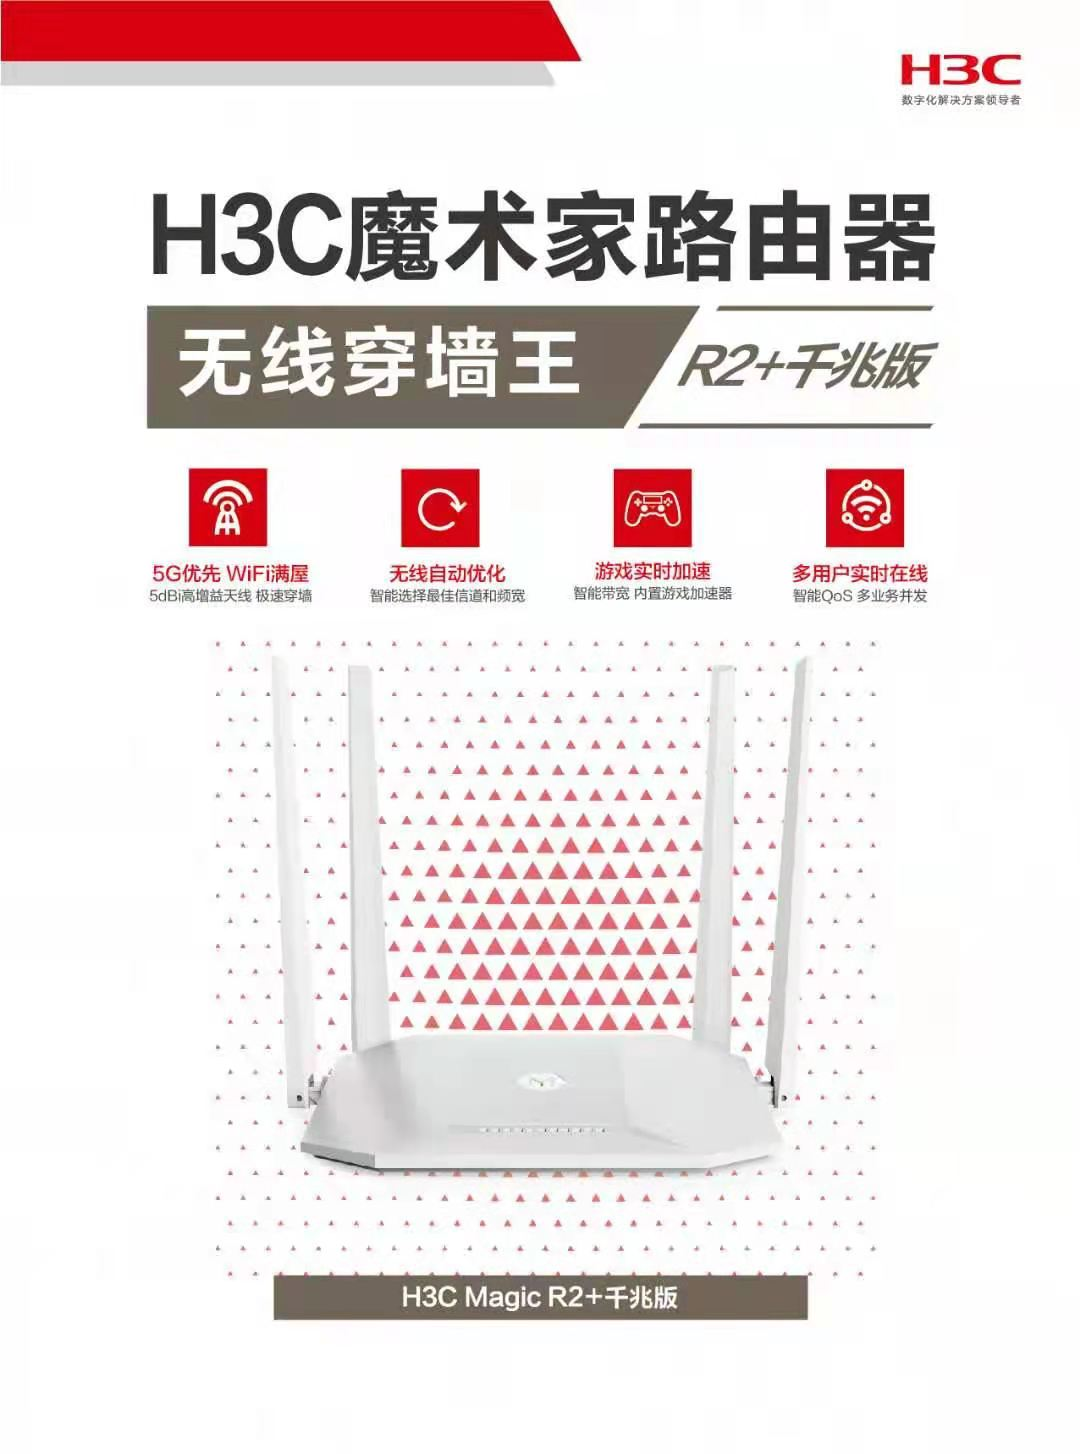 H3C
数字化解决方案领导者
H3C魔术家路由器
无线穿墙王
R2+千兆版
5G优先 WiFi满屋
5dBi高增益天线 极速穿墙
无线自动优化
智能选择最佳信道和频宽
游戏实时加速
智能带宽 内置游戏加速器
多用户实时在线
智能QoS 多业务并发
H3C Magic R2+千兆版